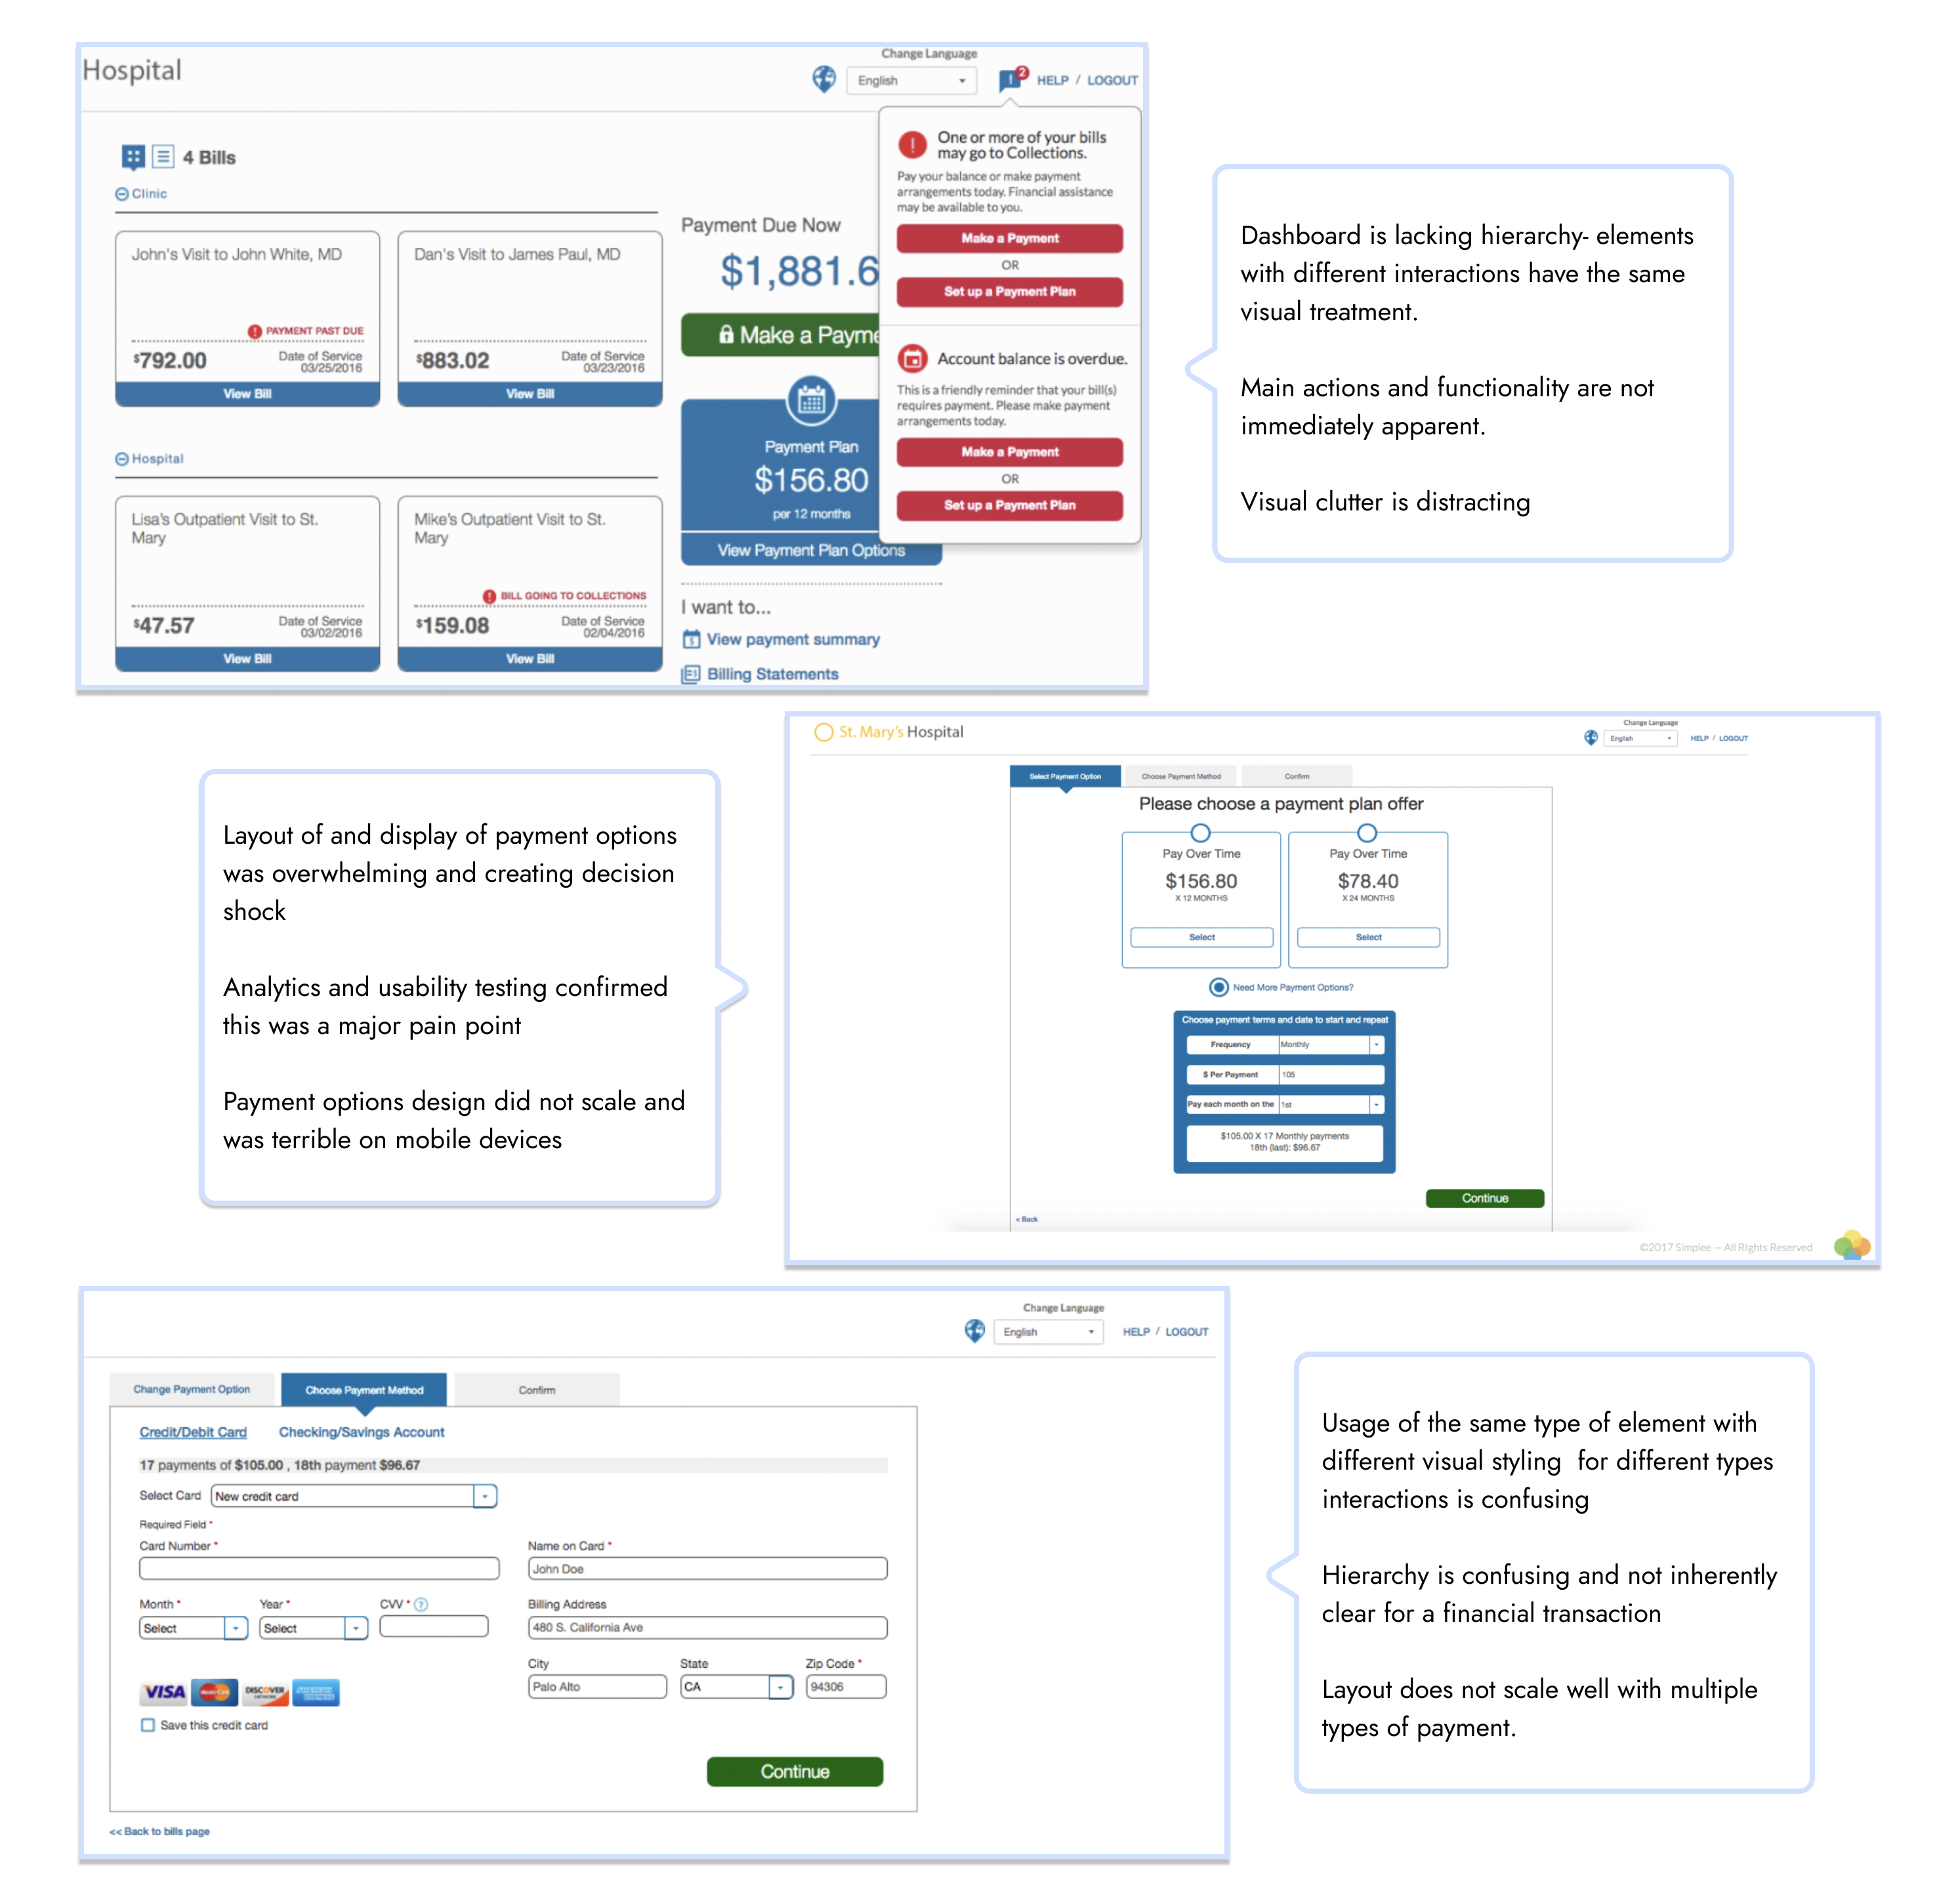 Hospital
Change Language
English
2
HELP / LOGOUT
4 Bills
Clinic
John's Visit to John White, MD
PAYMENT PAST DUE
$792.00
Date of Service
03/25/2016
View Bill
Dan's Visit to James Paul, MD
$883.02
Date of Service
03/23/2016
View Bill
Hospital
Lisa's Outpatient Visit to St.
Mary
$47.57
Date of Service
03/02/2016
View Bill
Mike's Outpatient Visit to St.
Mary
BILL GOING TO COLLECTIONS
$159.08
Date of Service
02/04/2016
View Bill
Payment Due Now
$1,881.6
Make a Payme
Payment Plan
$156.80
per 12 months
View Payment Plan Options
I want to...
View payment summary
Billing Statements
One or more of your bills
may go to Collections.
Pay your balance or make payment
arrangements today. Financial assistance
may be available to you.
Make a Payment
OR
Set up a Payment Plan
Account balance is overdue.
This is a friendly reminder that your bill(s)
requires payment. Please make payment
arrangements today.
Make a Payment
OR
Set up a Payment Plan
Dashboard is lacking hierarchy- elements
with different interactions have the same
visual treatment.
Main actions and functionality are not
immediately apparent.
Visual clutter is distracting
Layout of and display of payment options
was overwhelming and creating decision
shock
Analytics and usability testing confirmed
this was a major pain point
Payment options design did not scale and
was terrible on mobile devices
St. Mary's Hospital
Change Language
English
HELP / LOGOUT
Select Payment Option
Choose Payment Method
Confirm
Please choose a payment plan offer
Pay Over Time
$156.80
X 12 MONTHS
Select
Pay Over Time
$78.40
X 24 MONTHS
Select
Need More Payment Options?
Choose payment terms and date to start and repeat
Frequency Monthly
$ Per Payment 105
Pay each month on the 1st
$105.00 X 17 Monthly payments
18th (last): $96.67
Continue
< Back
©2017 Simplee – All Rights Reserved
Change Language
English
HELP / LOGOUT
Change Payment Option
Choose Payment Method
Confirm
Credit/Debit Card
Checking/Savings Account
17 payments of $105.00 , 18th payment $96.67
Select Card New credit card
Required Field *
Card Number *
Name on Card *
John Doe
Month *
Year *
CVV * ?
Select
Select
Billing Address
480 S. California Ave
City
State
Zip Code *
Palo Alto
CA
94306
VISA
MasterCard
DISCOVER
NETWORK
AMERICAN EXPRESS
Save this credit card
Continue
<< Back to bills page
Usage of the same type of element with
different visual styling for different types
interactions is confusing
Hierarchy is confusing and not inherently
clear for a financial transaction
Layout does not scale well with multiple
types of payment.